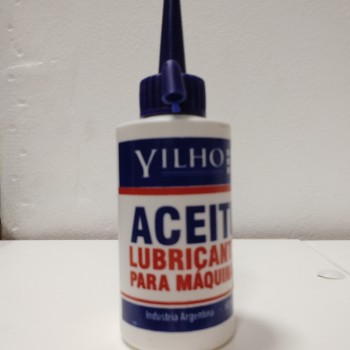 YILHO
ACEIT
LUBRICANT
PARA MÁQUIN
Industria Argentina